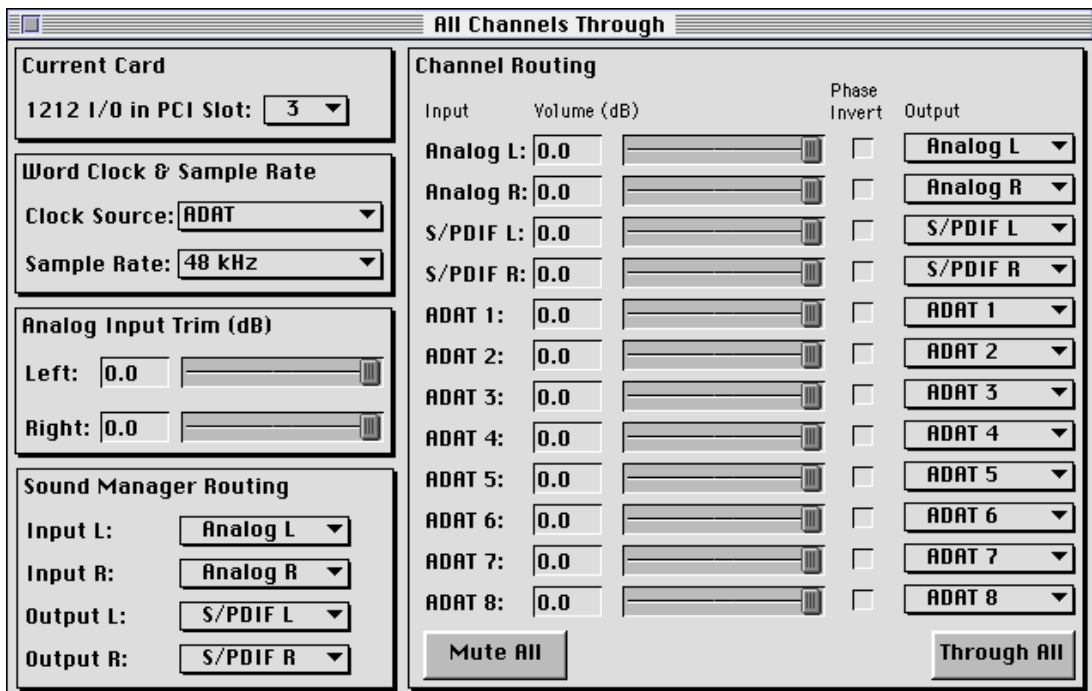 All Channels Through
Current Card
1212 I/O in PCI Slot: 3
Word Clock & Sample Rate
Clock Source: ADAT
Sample Rate: 48 kHz
Analog Input Trim (dB)
Left: 0.0
Right: 0.0
Sound Manager Routing
Input L: Analog L
Input R: Analog R
Output L: S/PDIF L
Output R: S/PDIF R
Channel Routing
Input Volume (dB) Phase Invert Output
Analog L: 0.0 Analog L
Analog R: 0.0 Analog R
S/PDIF L: 0.0 S/PDIF L
S/PDIF R: 0.0 S/PDIF R
ADAT 1: 0.0 ADAT 1
ADAT 2: 0.0 ADAT 2
ADAT 3: 0.0 ADAT 3
ADAT 4: 0.0 ADAT 4
ADAT 5: 0.0 ADAT 5
ADAT 6: 0.0 ADAT 6
ADAT 7: 0.0 ADAT 7
ADAT 8: 0.0 ADAT 8
Mute All Through All